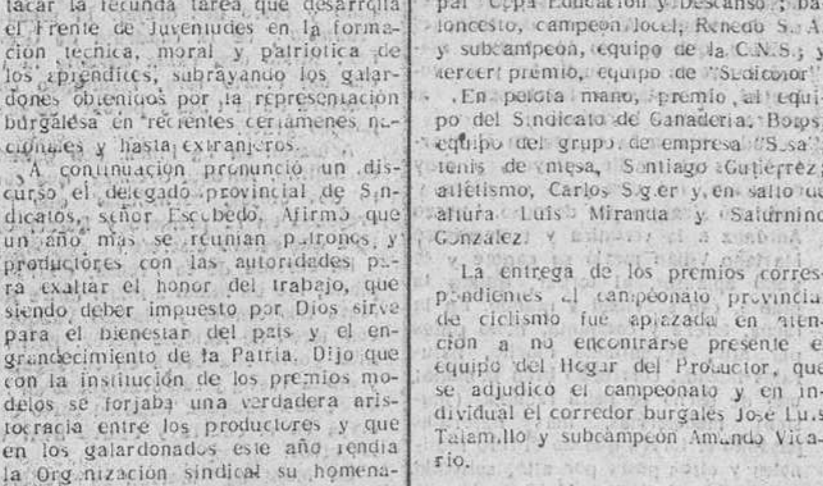 tacar la fecunda tarea que desarrolla
el Frente de Juventudes en la forma-
ción técnica, moral y patriótica de
los aprendices, subrayando los galar-
dones obtenidos por la representación
burgalesa en recientes certámenes na-
cionales y hasta extranjeros.
A continuación pronunció un dis-
curso el delegado provincial de Sin-
dicatos, señor Escobedo. Afirmó que
un año más se reunían patronos y
productores con las autoridades pa-
ra exaltar el honor del trabajo, que
siendo deber impuesto por Dios sirve
para el bienestar del país y el en-
grandecimiento de la Patria. Dijo que
con la institución de los premios mo-
delos se forjaba una verdadera aris-
tocracia entre los productores y que
en los galardonados este año rendía
la Organización sindical su homena-
pal "Copa Educación y Descanso"; ba-
loncesto, campeón local, Renedo S. A.
y subcampeón, equipo de la C.N.S.; y
tercer premio, equipo de
En pelota mano, premio al equi-
po del Sindicato de Ganadería. Bolos,
equipo del grupo de empresa "Sesa";
tenis de mesa, Santiago Gutiérrez;
atletismo, Carlos Siger y en salto de
altura Luis Miranda y Saturnino
González.
La entrega de los premios corres-
pondientes al campeonato provincial
de ciclismo fué aplazada en aten-
ción a no encontrarse presente el
equipo del Hogar del Productor, que
se adjudicó el campeonato y en in-
dividual el corredor burgalés José Luis
Talamillo y subcampeón Amando Vica-
rio.